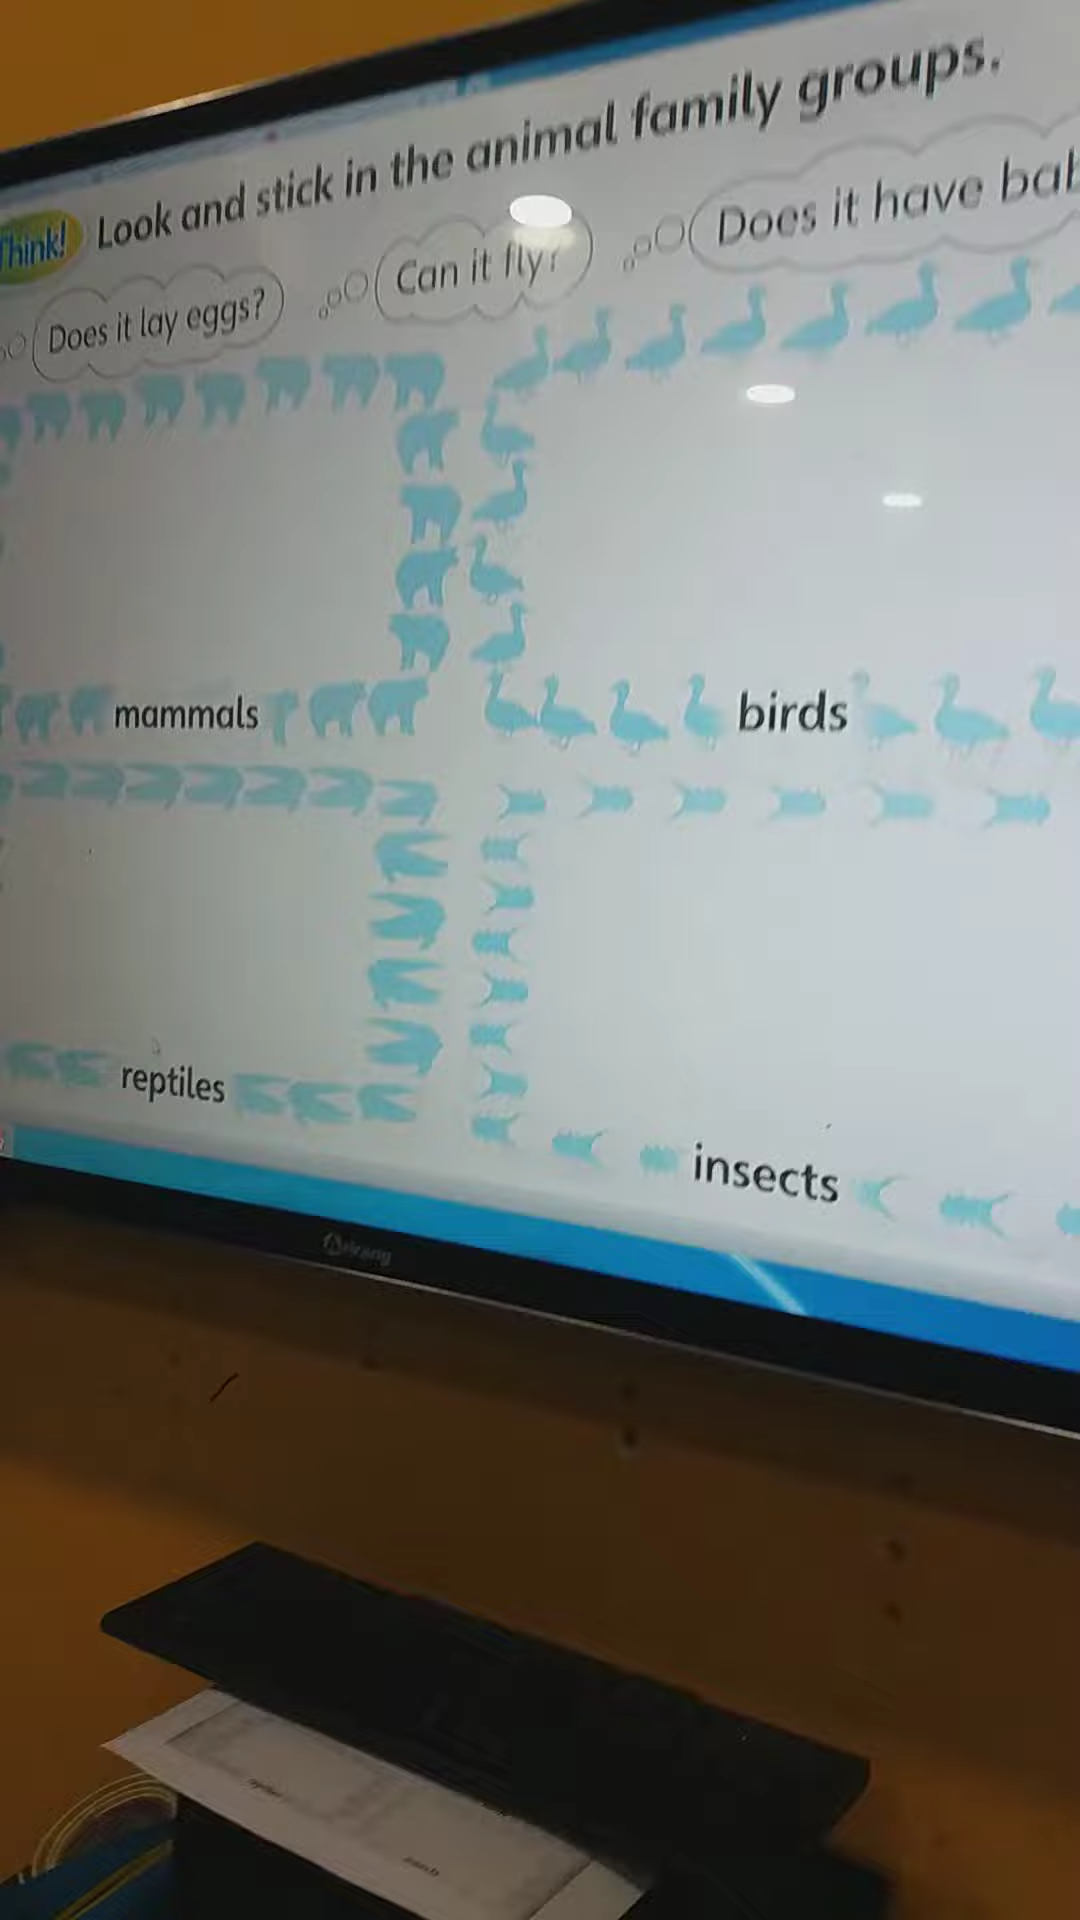 Think! Look and stick in the animal family groups.
Does it lay eggs? Can it fly? Does it have bab
mammals birds
reptiles
insects